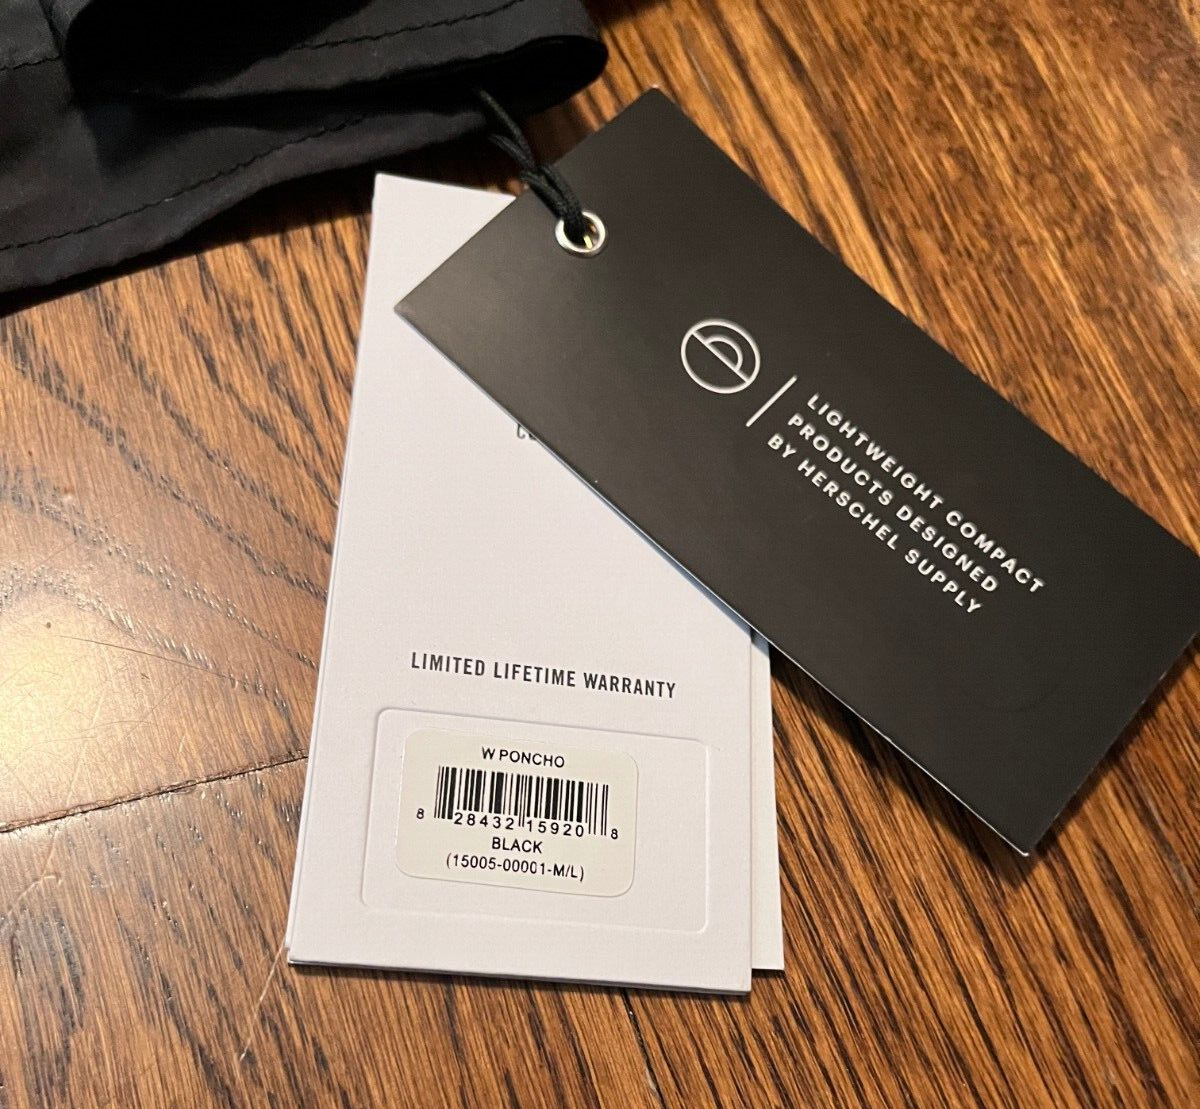 LIGHTWEIGHT COMPACT
PRODUCTS DESIGNED
BY HERSCHEL SUPPLY
LIMITED LIFETIME WARRANTY
W PONCHO
8 28432 15920 8
BLACK
(15005-00001-M/L)